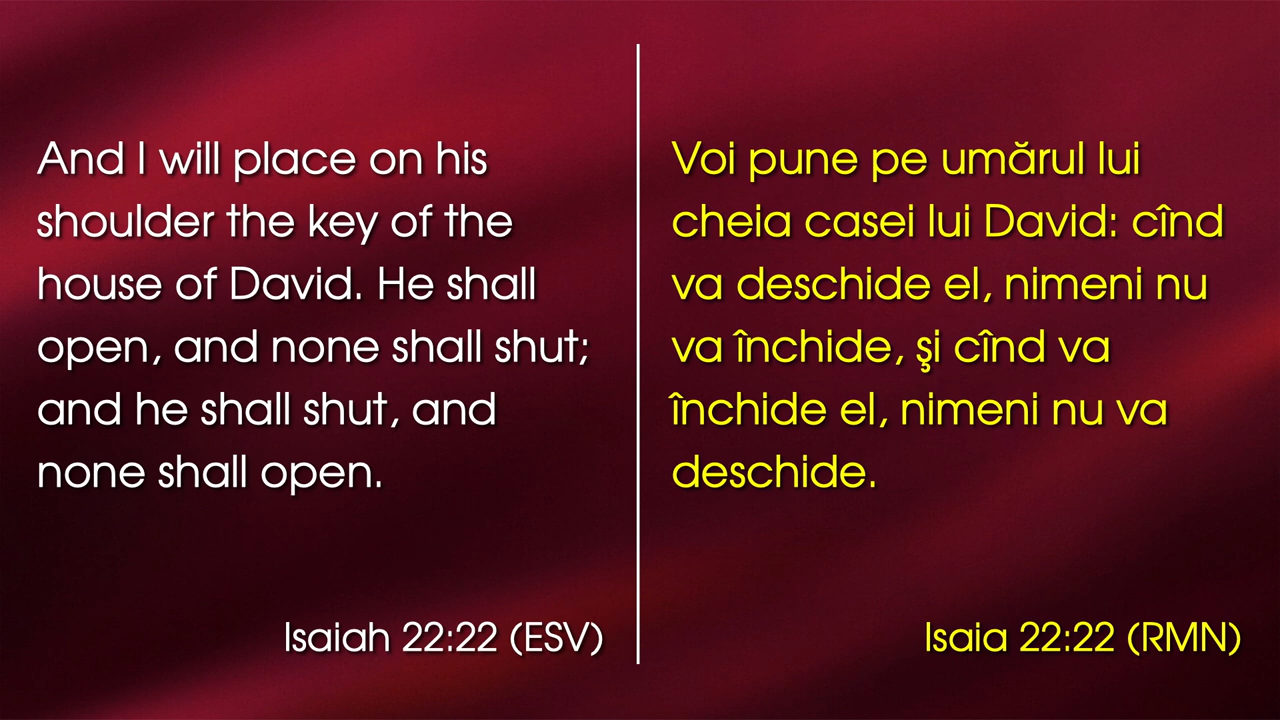 And I will place on his
shoulder the key of the
house of David. He shall
open, and none shall shut;
and he shall shut, and
none shall open.
Isaiah 22:22 (ESV)
Voi pune pe umărul lui
cheia casei lui David: cînd
va deschide el, nimeni nu
va închide, şi cînd va
închide el, nimeni nu va
deschide.
Isaia 22:22 (RMN)